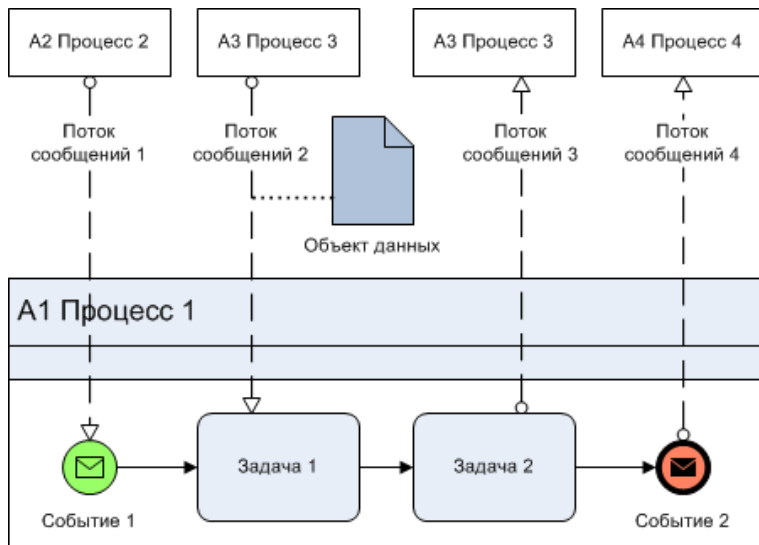 А2 Процесс 2
А3 Процесс 3
А3 Процесс 3
А4 Процесс 4
Поток
сообщений 1
Поток
сообщений 2
Поток
сообщений 3
Поток
сообщений 4
Объект данных
А1 Процесс 1
Задача 1
Задача 2
Событие 1
Событие 2